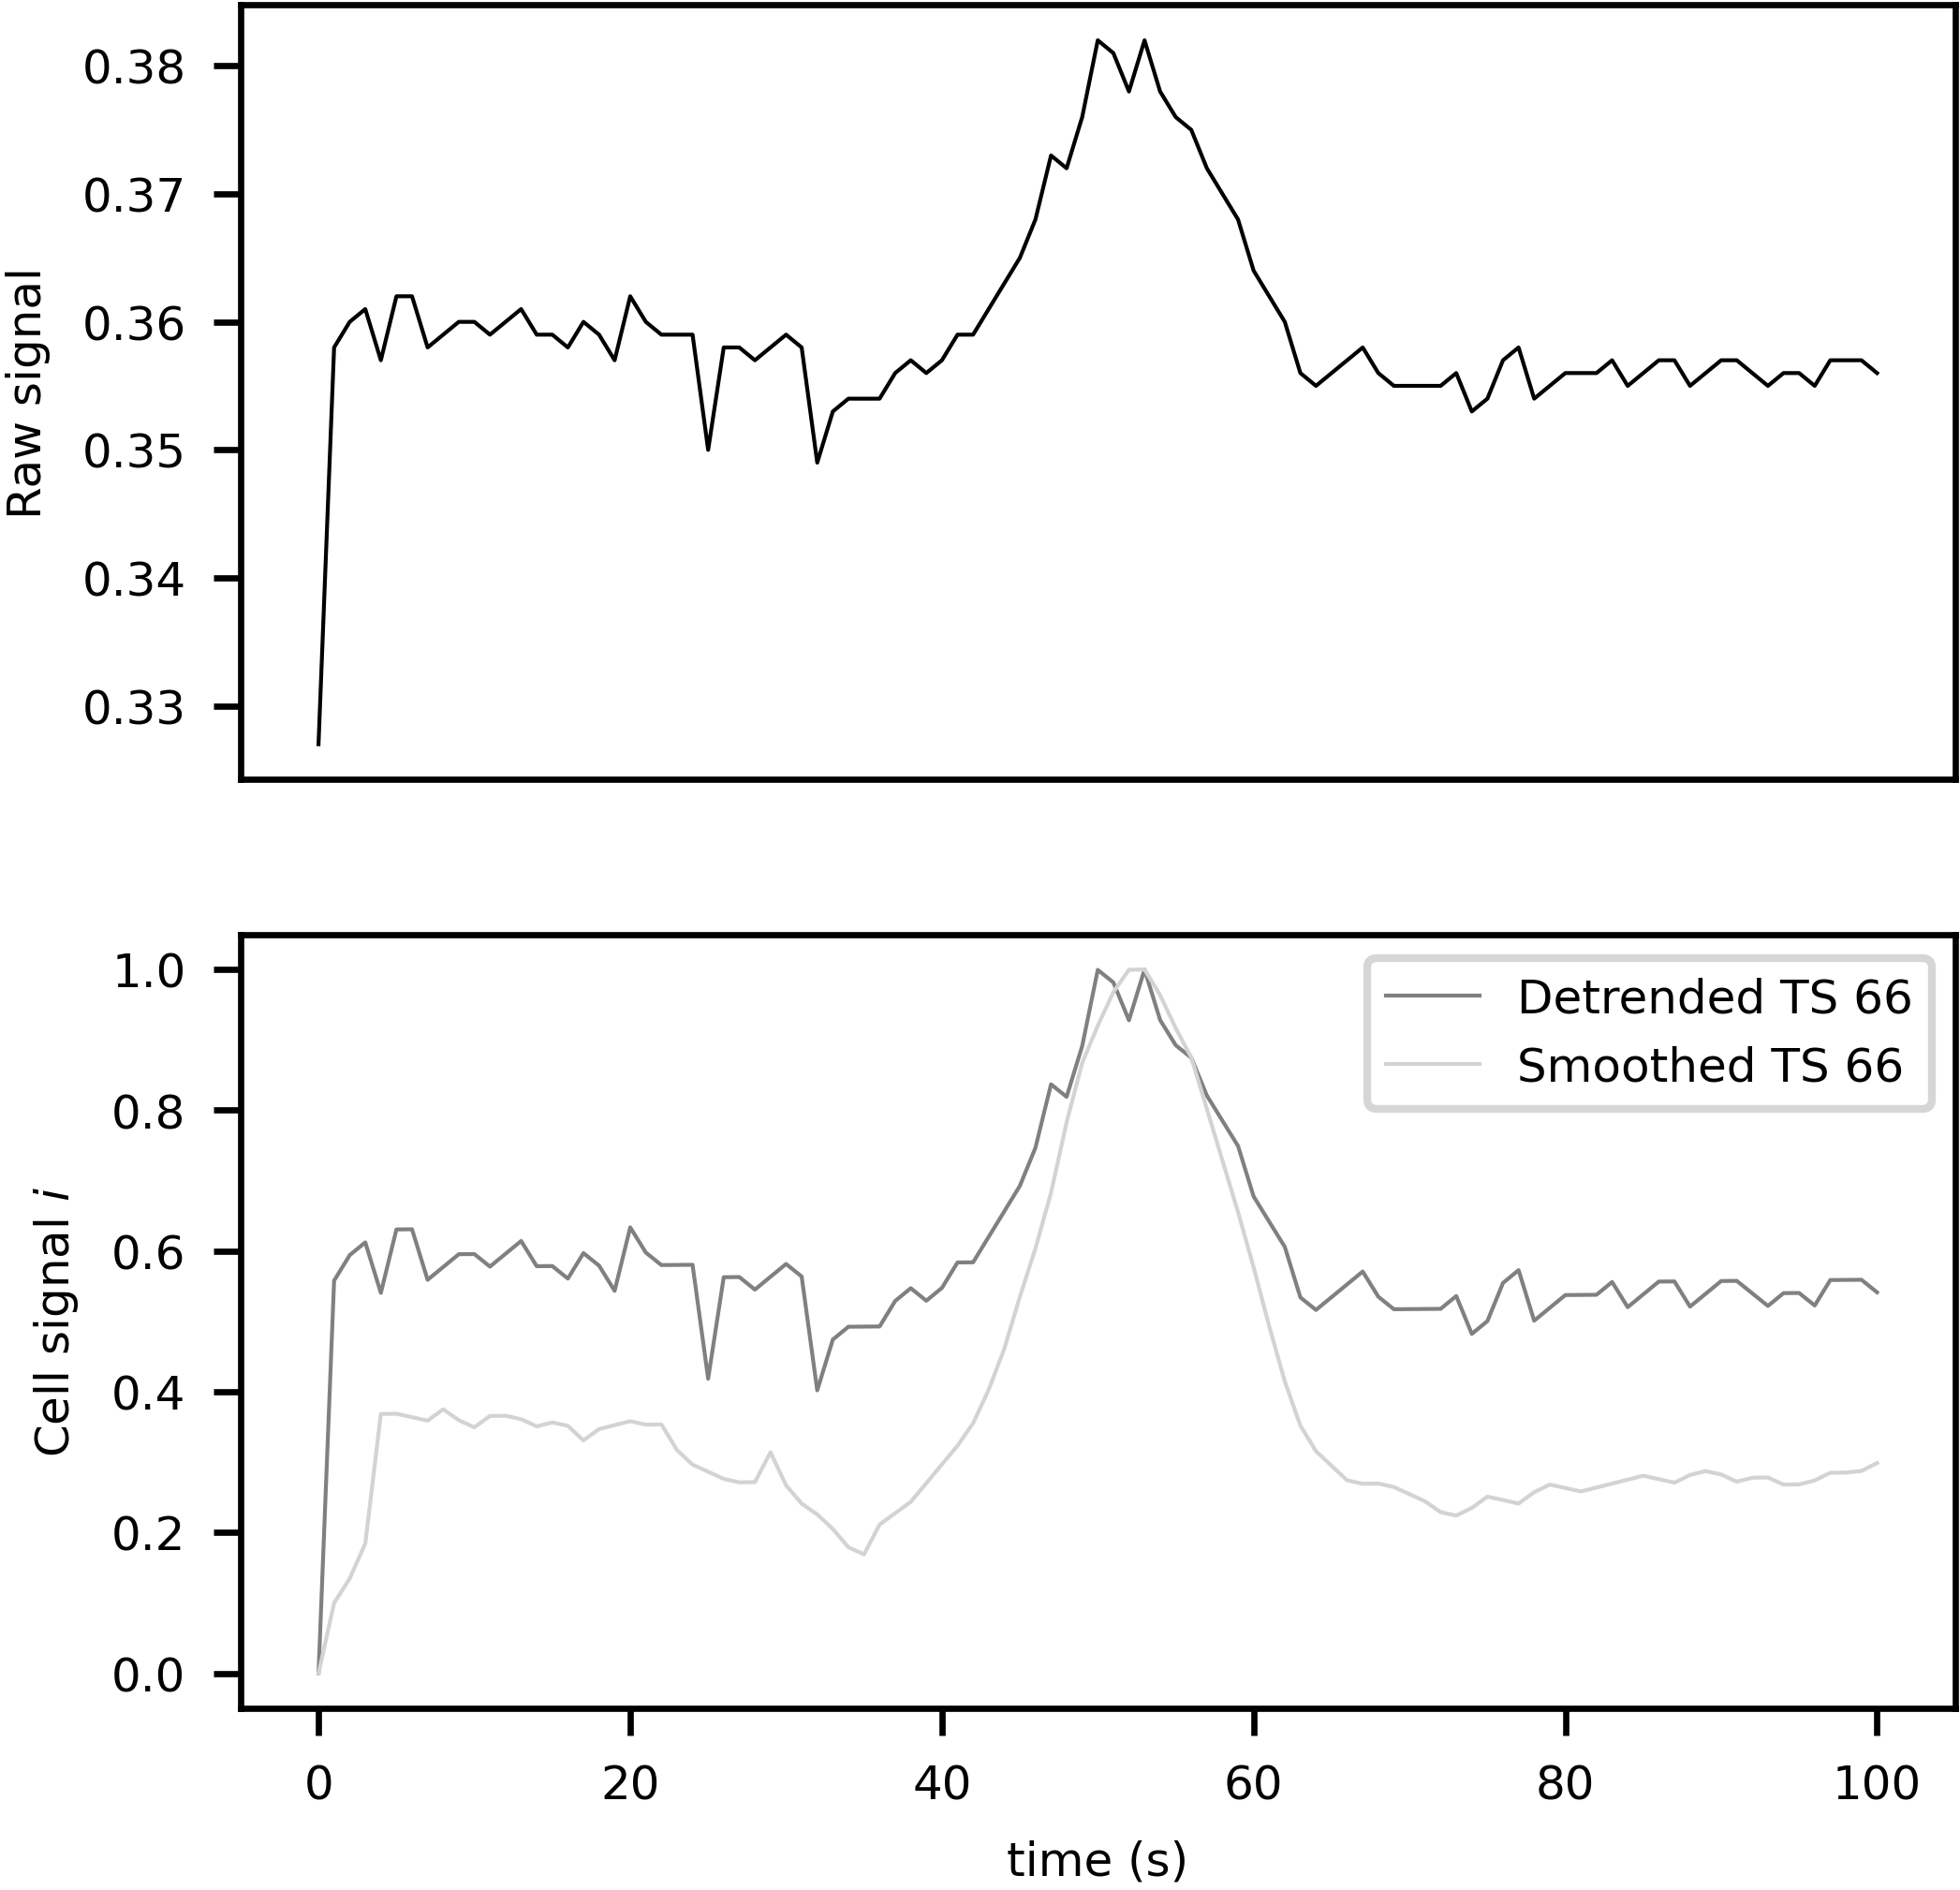 Raw signal
0.38
0.37
0.36
0.35
0.34
0.33
Cell signal i
1.0
0.8
0.6
0.4
0.2
0.0
Detrended TS 66
Smoothed TS 66
0 20 40 60 80 100
time (s)